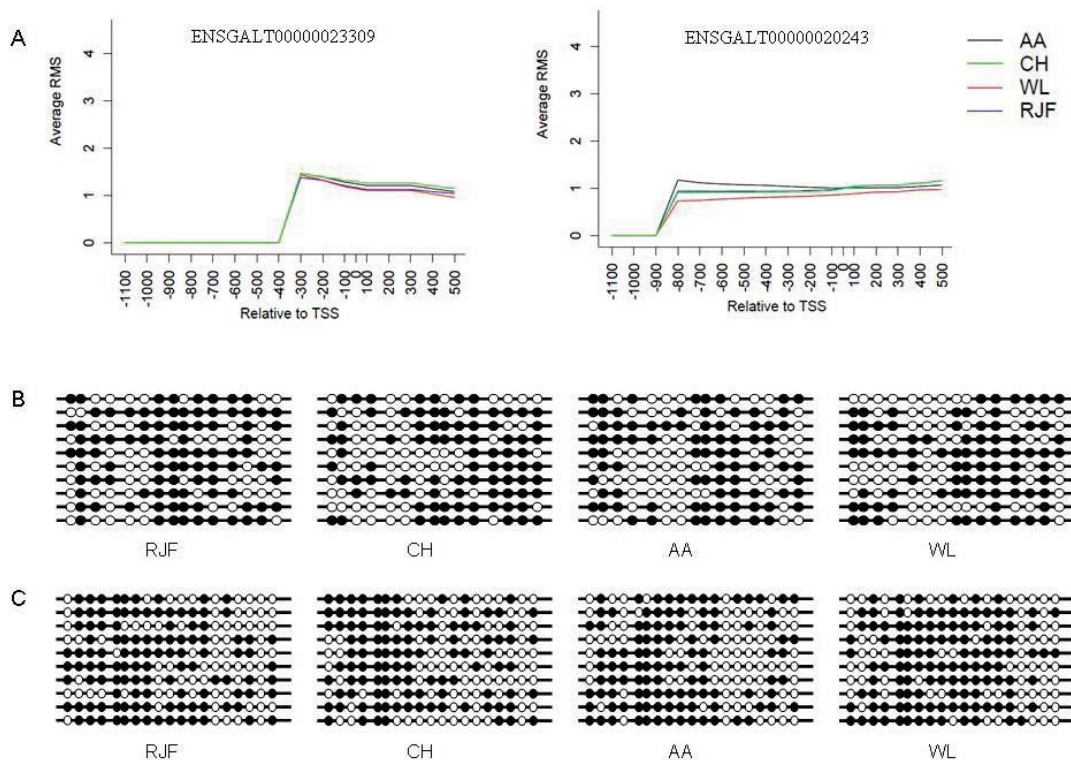 A
ENSGALT00000023309
Average RMS
4
3
2
1
0
-1100
-1000
-900
-800
-700
-600
-500
-400
-300
-200
-100
0
100
200
300
400
500
Relative to TSS
ENSGALT00000020243
Average RMS
4
3
2
1
0
-1100
-1000
-900
-800
-700
-600
-500
-400
-300
-200
-100
0
100
200
300
400
500
Relative to TSS
AA
CH
WL
RJF
B
RJF CH AA WL
C
RJF CH AA WL